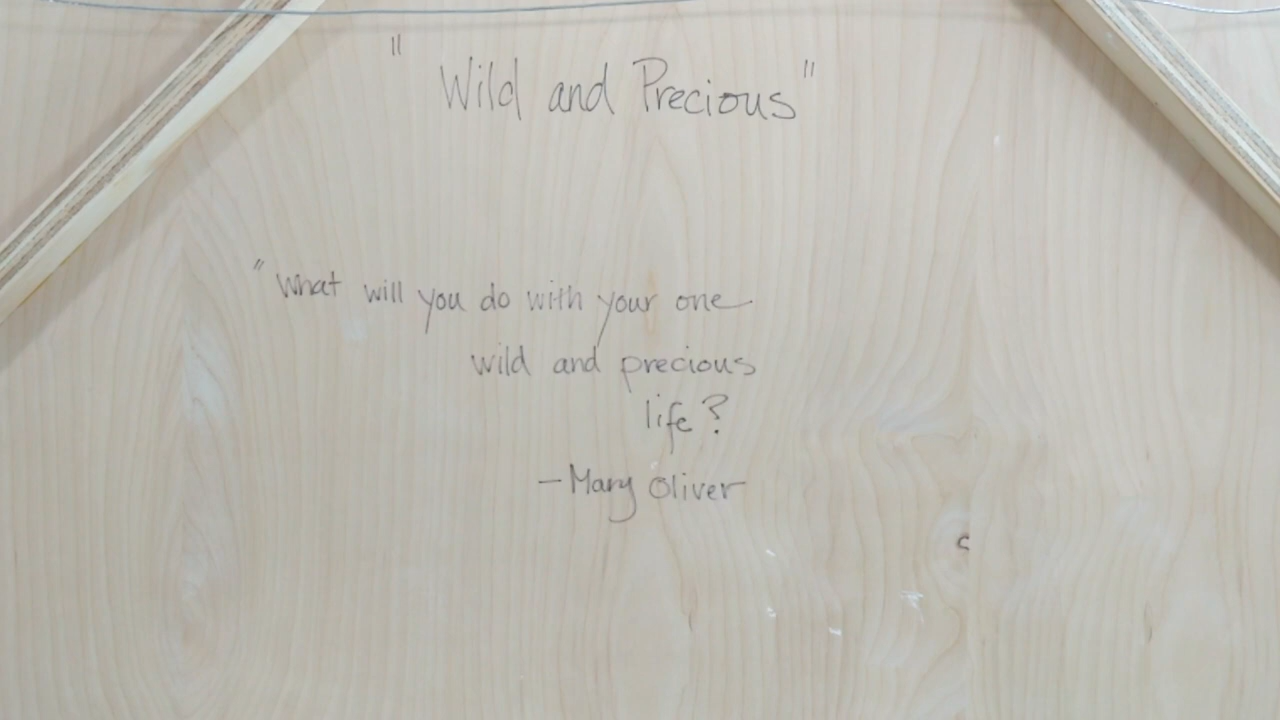 "Wild and Precious"
"What will you do with your one
wild and precious
life?
-Mary Oliver